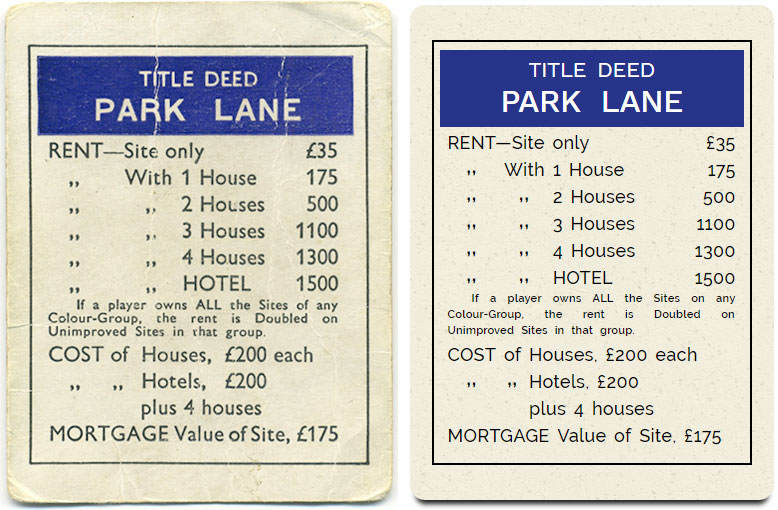 TITLE DEED
PARK LANE
RENT—Site only £35
„ With 1 House 175
„ „ 2 Houses 500
„ „ 3 Houses 1100
„ „ 4 Houses 1300
„ „ HOTEL 1500
If a player owns ALL the Sites of any
Colour-Group, the rent is Doubled on
Unimproved Sites in that group.
COST of Houses, £200 each
„ „ Hotels, £200
plus 4 houses
MORTGAGE Value of Site, £175
TITLE DEED
PARK LANE
RENT—Site only £35
„ With 1 House 175
„ „ 2 Houses 500
„ „ 3 Houses 1100
„ „ 4 Houses 1300
„ „ HOTEL 1500
If a player owns ALL the Sites on any
Colour-Group, the rent is Doubled on
Unimproved Sites in that group.
COST of Houses, £200 each
„ „ Hotels, £200
plus 4 houses
MORTGAGE Value of Site, £175